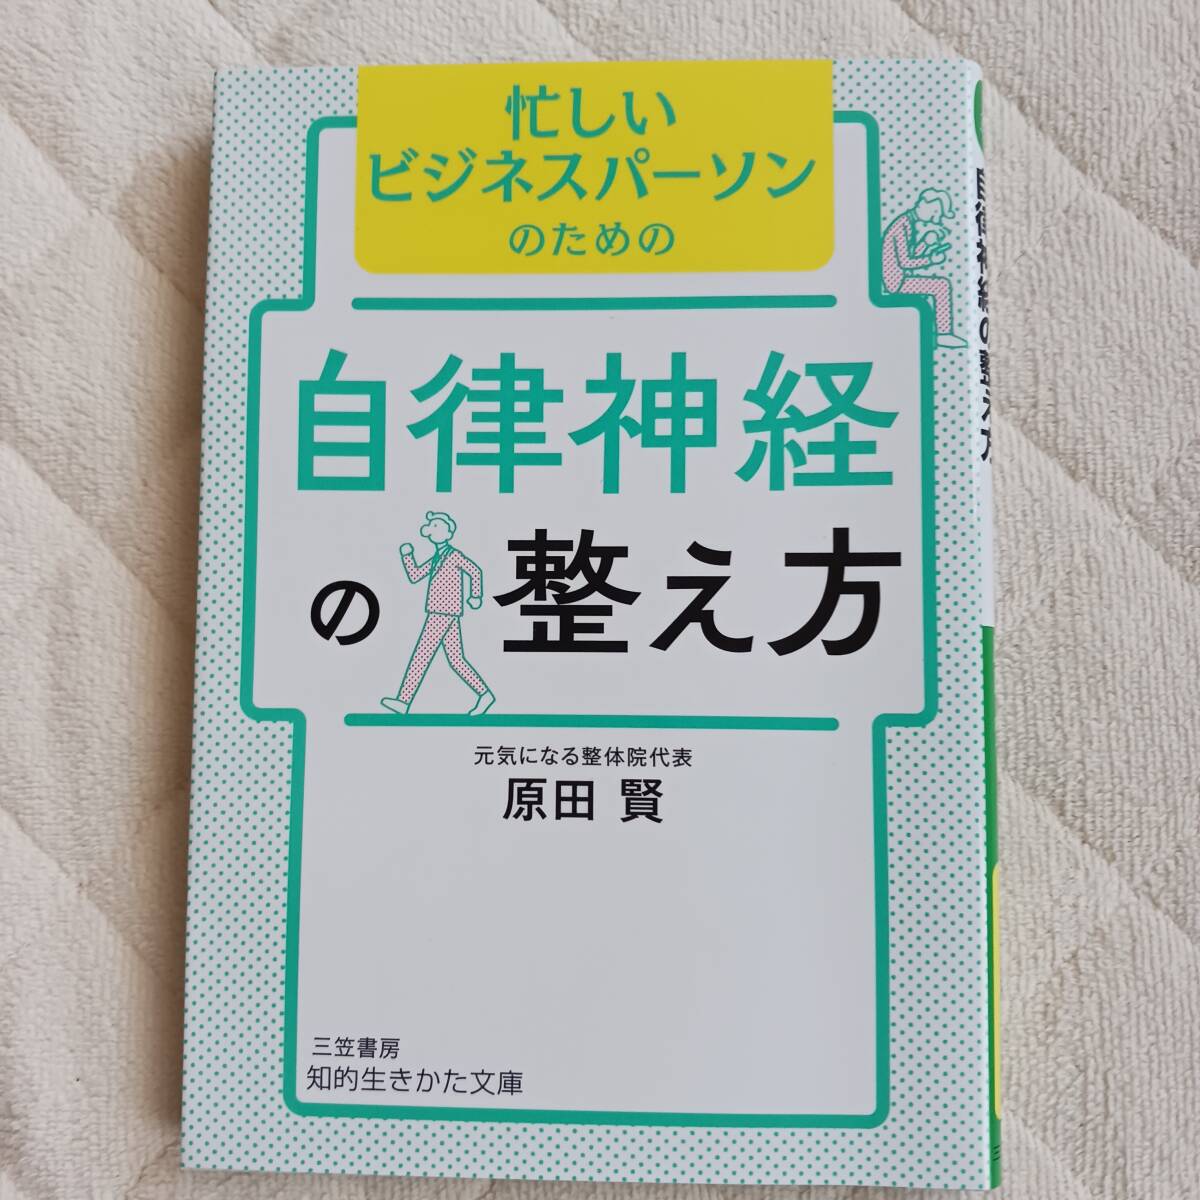 忙しい
ビジネスパーソン
のための
自律神経
の整え方
元気になる整体院代表
原田 賢
三笠書房
知的生きかた文庫
自律神経の整え方